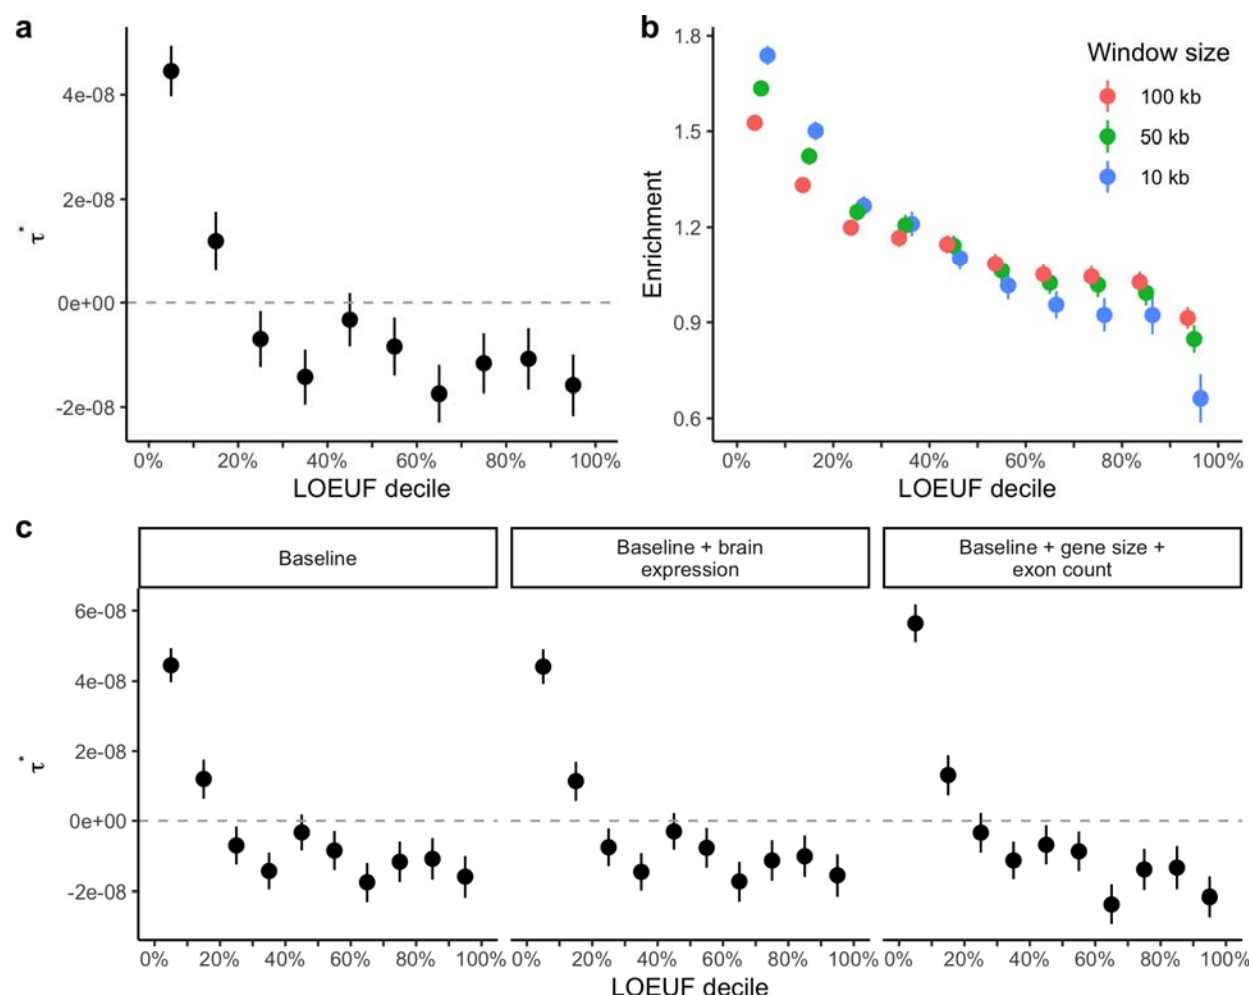 a
4e-08
2e-08
0e+00
-2e-08
τ*
0% 20% 40% 60% 80% 100%
LOEUF decile
b
1.8
1.5
1.2
0.9
0.6
Enrichment
Window size
100 kb
50 kb
10 kb
0% 20% 40% 60% 80% 100%
LOEUF decile
c
Baseline
Baseline + brain
expression
Baseline + gene size +
exon count
6e-08
4e-08
2e-08
0e+00
-2e-08
τ*
0% 20% 40% 60% 80% 100%
0% 20% 40% 60% 80% 100%
0% 20% 40% 60% 80% 100%
LOEUF decile